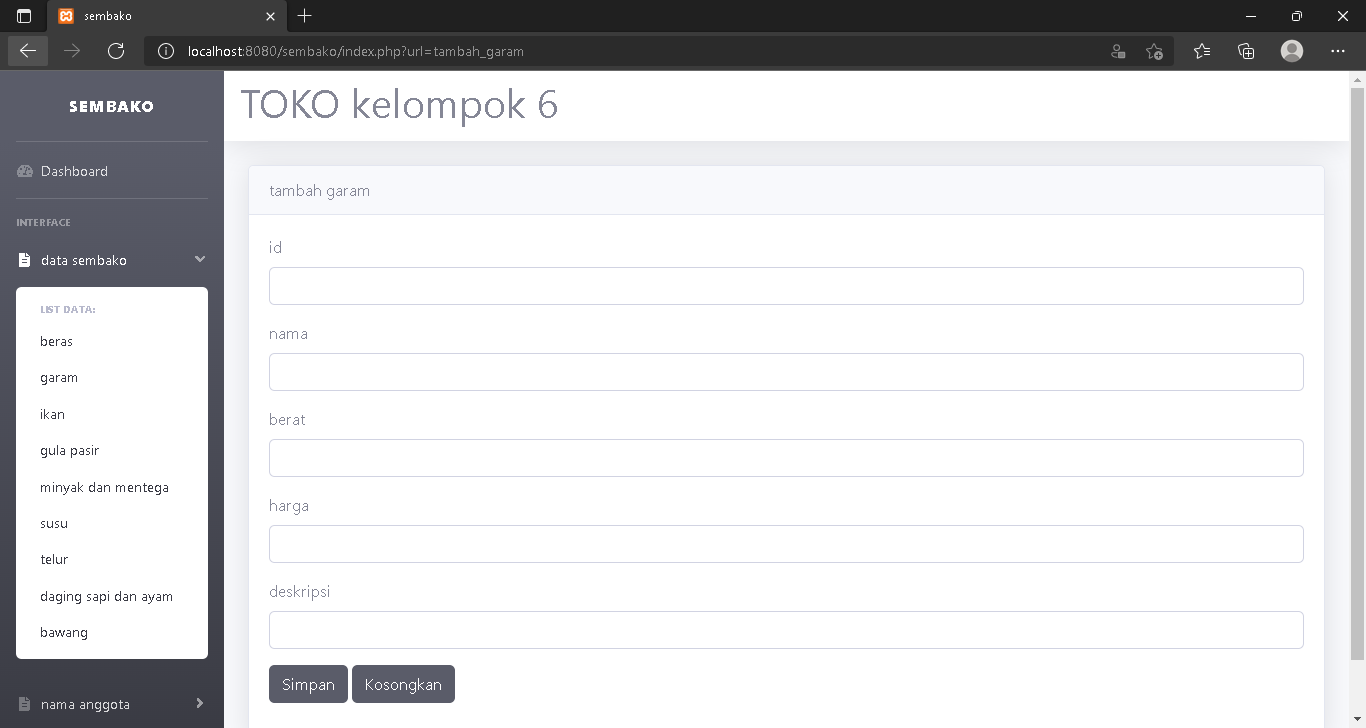 sembako
localhost:8080/sembako/index.php?url=tambah_garam
SEMBAKO
Dashboard
INTERFACE
data sembako
LIST DATA:
beras
garam
ikan
gula pasir
minyak dan mentega
susu
telur
daging sapi dan ayam
bawang
nama anggota
TOKO kelompok 6
tambah garam
id
nama
berat
harga
deskripsi
Simpan Kosongkan